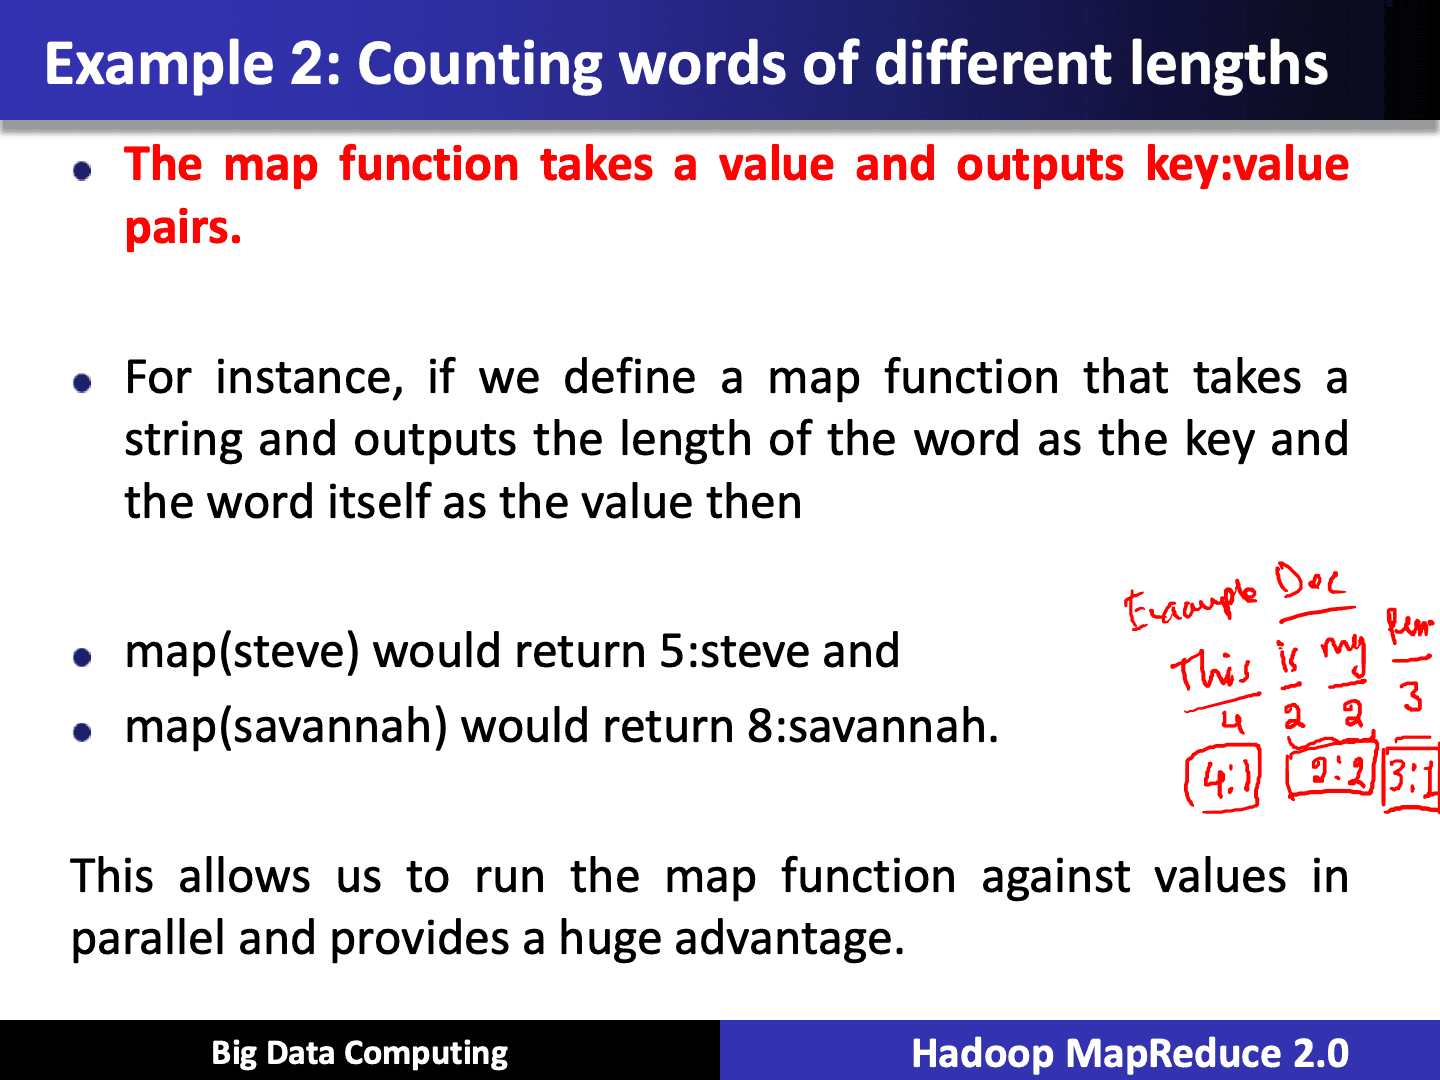 Example 2: Counting words of different lengths
The map function takes a value and outputs key:value
pairs.
For instance, if we define a map function that takes a
string and outputs the length of the word as the key and
the word itself as the value then
Example Doc
map(steve) would return 5:steve and
This is my
4 2 2 3
map(savannah) would return 8:savannah.
4:1 2:2 3:1
This allows us to run the map function against values in
parallel and provides a huge advantage.
Big Data Computing
Hadoop MapReduce 2.0